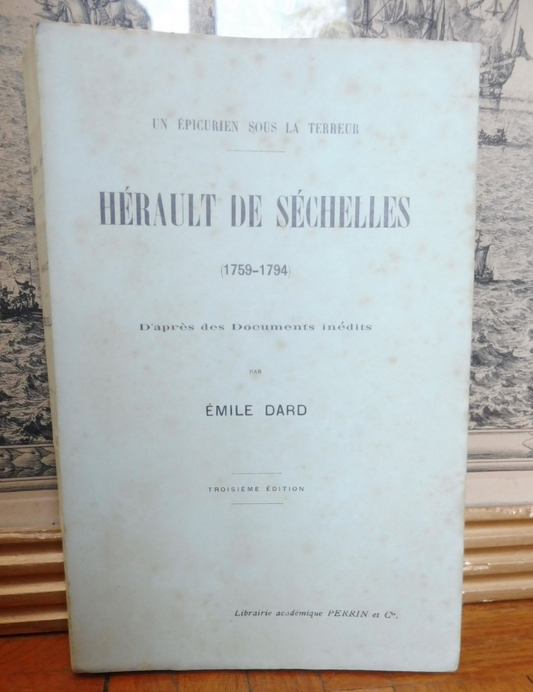 UN ÉPICURIEN SOUS LA TERREUR
HÉRAULT DE SÉCHELLES
(1759-1794)
D'après des Documents inédits
PAR
ÉMILE DARD
TROISIÈME ÉDITION
Librairie académique PERRIN et Cie.